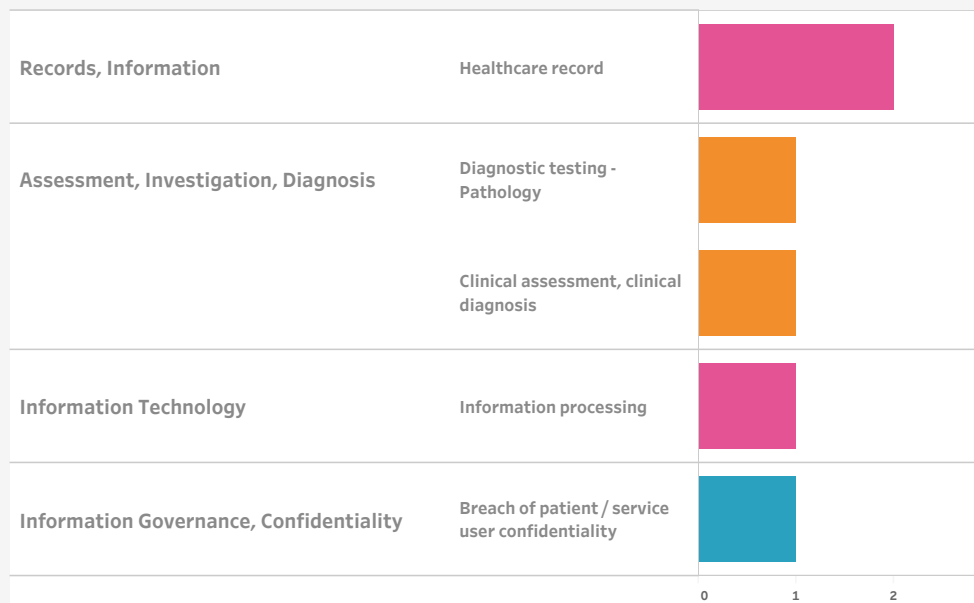 Records, Information
Healthcare record
Assessment, Investigation, Diagnosis
Diagnostic testing -
Pathology
Clinical assessment, clinical
diagnosis
Information Technology
Information processing
Information Governance, Confidentiality
Breach of patient / service
user confidentiality
0 1 2